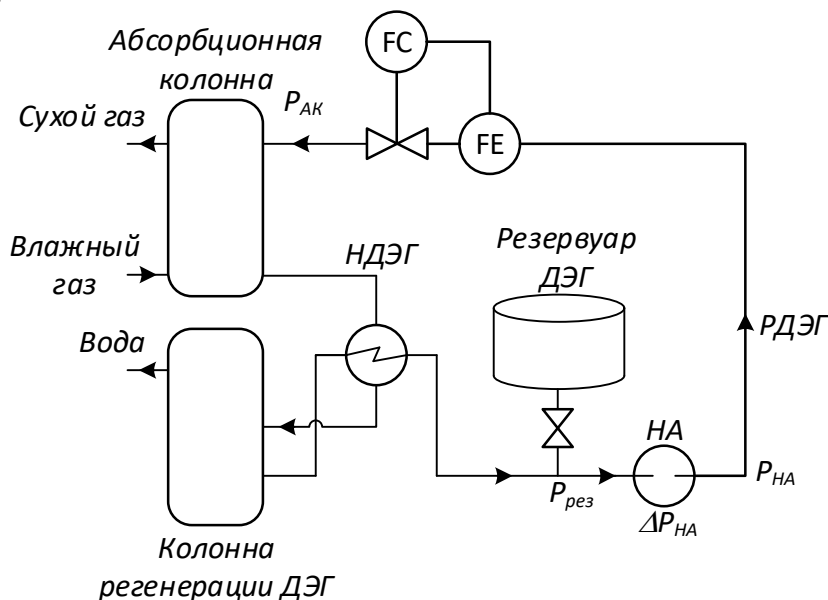 Абсорбционная
колонна
FC
Сухой газ
P_АК
FE
Влажный
газ
НДЭГ
Резервуар
ДЭГ
Вода
РДЭГ
НА
P_рез
P_НА
ΔP_НА
Колонна
регенерации ДЭГ